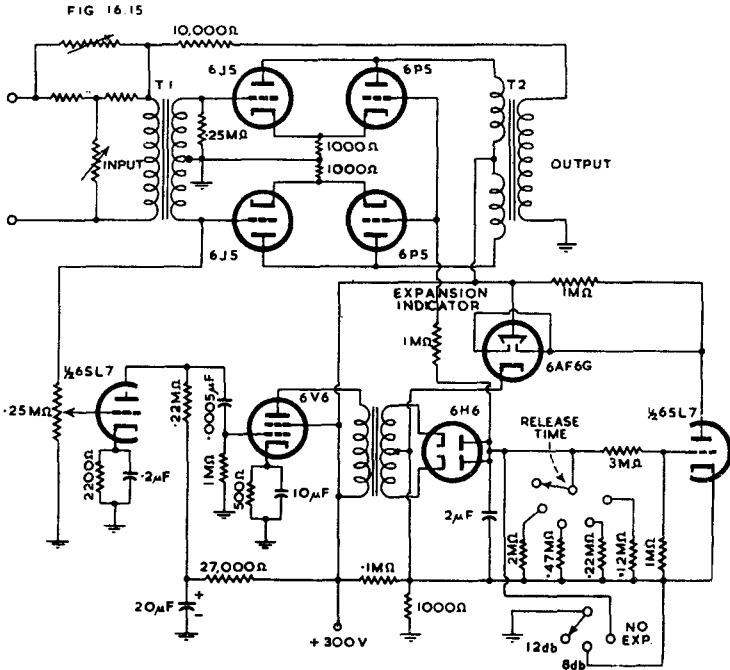 FIG 16.15
10,000Ω
T1
6J5
6P5
T2
.25MΩ
1000Ω
1000Ω
INPUT
OUTPUT
6J5
6P5
EXPANSION
INDICATOR
1MΩ
1MΩ
6AF6G
½6SL7
.25MΩ
.22MΩ
.0005µF
6V6
6H6
RELEASE
TIME
½6SL7
3MΩ
2200Ω
.2µF
1MΩ
500Ω
10µF
2µF
2MΩ
.47MΩ
.22MΩ
.12MΩ
1MΩ
27,000Ω
.1MΩ
20µF
+
-
1000Ω
+300V
12db
NO
EXP.
6db